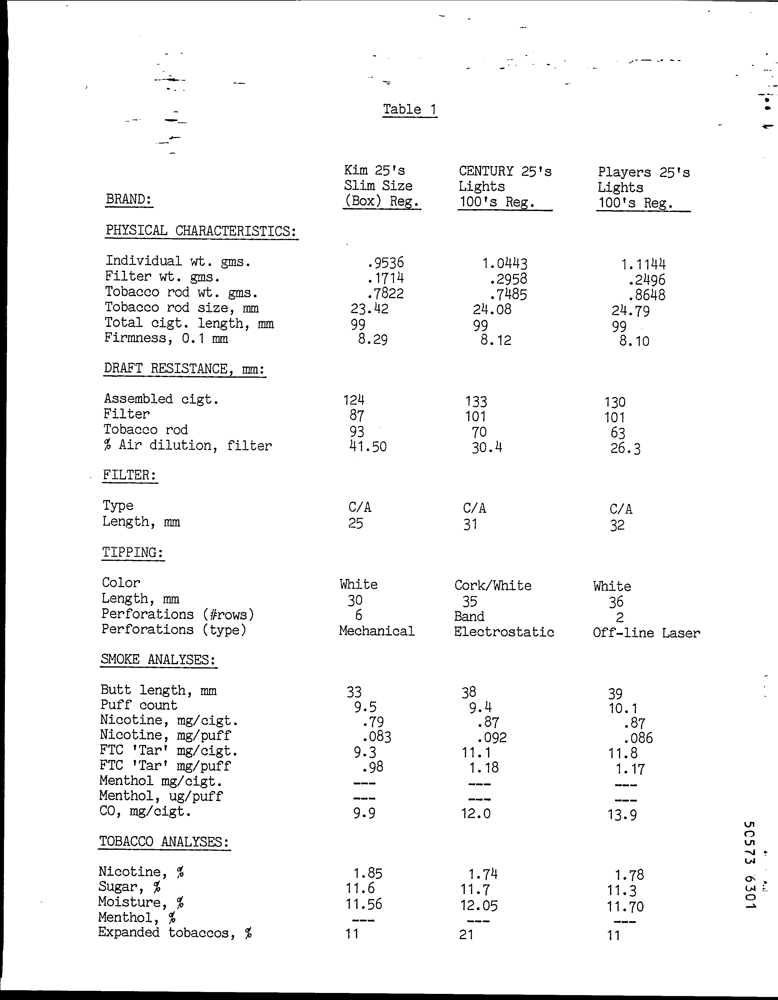 Table 1
Kim 25's CENTURY 25's Players 25's
Slim Size Lights Lights
BRAND: (Box) Reg. 100's Reg. 100's Reg.
PHYSICAL CHARACTERISTICS:
Individual wt. gms. .9536 1.0443 1.1144
Filter wt. gms. .1714 .2958 .2496
Tobacco rod wt. gms. .7822 .7485 .8648
Tobacco rod size, mm 23.42 24.08 24.79
Total cigt. length, mm 99 99 99
Firmness, 0.1 mm 8.29 8.12 8.10
DRAFT RESISTANCE, mm:
Assembled cigt. 124 133 130
Filter 87 101 101
Tobacco rod 93 70 63
% Air dilution, filter 41.50 30.4 26.3
FILTER:
Type C/A C/A C/A
Length, mm 25 31 32
TIPPING:
Color White Cork/White White
Length, mm 30 35 36
Perforations (#rows) 6 Band 2
Perforations (type) Mechanical Electrostatic Off-line Laser
SMOKE ANALYSES:
Butt length, mm 33 38 39
Puff count 9.5 9.4 10.1
Nicotine, mg/cigt. .79 .87 .87
Nicotine, mg/puff .083 .092 .086
FTC 'Tar' mg/cigt. 9.3 11.1 11.8
FTC 'Tar' mg/puff .98 1.18 1.17
Menthol mg/cigt. --- --- ---
Menthol, ug/puff --- --- ---
CO, mg/cigt. 9.9 12.0 13.9
TOBACCO ANALYSES:
Nicotine, % 1.85 1.74 1.78
Sugar, % 11.6 11.7 11.3
Moisture, % 11.56 12.05 11.70
Menthol, % --- --- ---
Expanded tobaccos, % 11 21 11
50573 6301